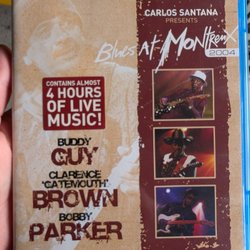 CARLOS SANTANA
PRESENTS
Blues At Montreux
2004
CONTAINS ALMOST
4 HOURS
OF LIVE
MUSIC!
BUDDY
GUY
CLARENCE
"GATEMOUTH"
BROWN
BOBBY
PARKER